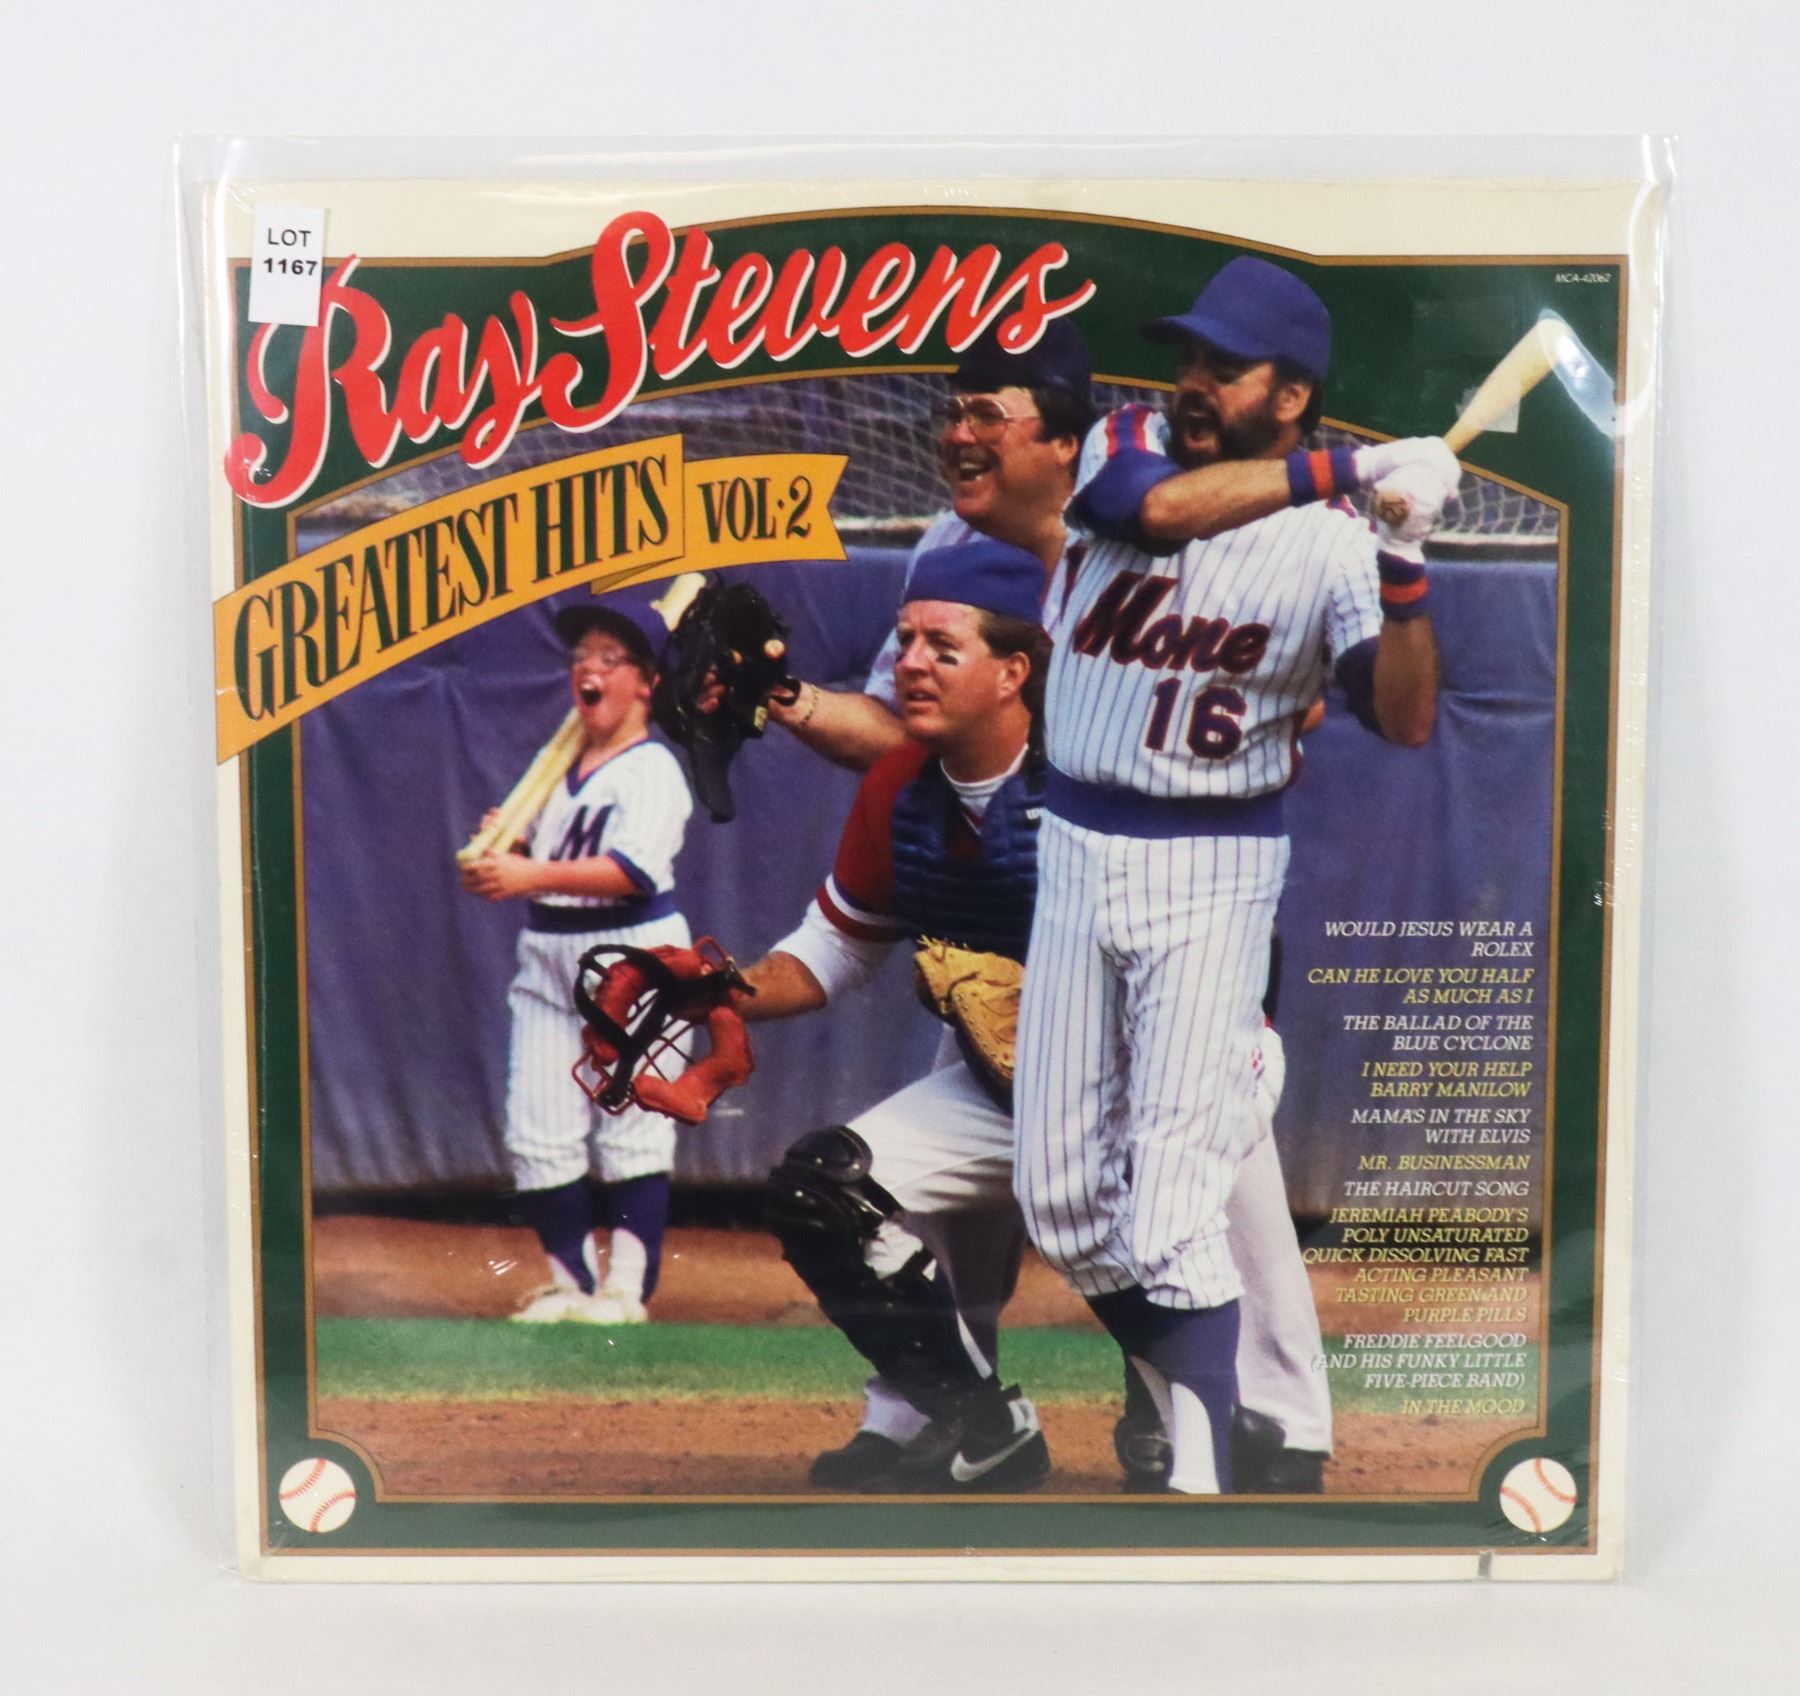 LOT
1167
Ray Stevens
GREATEST HITS VOL·2
MCA-42062
Mone
16
M
WOULD JESUS WEAR A
ROLEX
CAN HE LOVE YOU HALF
AS MUCH AS I
THE BALLAD OF THE
BLUE CYCLONE
I NEED YOUR HELP
BARRY MANILOW
MAMA'S IN THE SKY
WITH ELVIS
MR. BUSINESSMAN
THE HAIRCUT SONG
JEREMIAH PEABODY'S
POLY UNSATURATED
QUICK DISSOLVING FAST
ACTING PLEASANT
TASTING GREEN AND
PURPLE PILLS
FREDDIE FEELGOOD
(AND HIS FUNKY LITTLE
FIVE-PIECE BAND)
IN THE MOOD